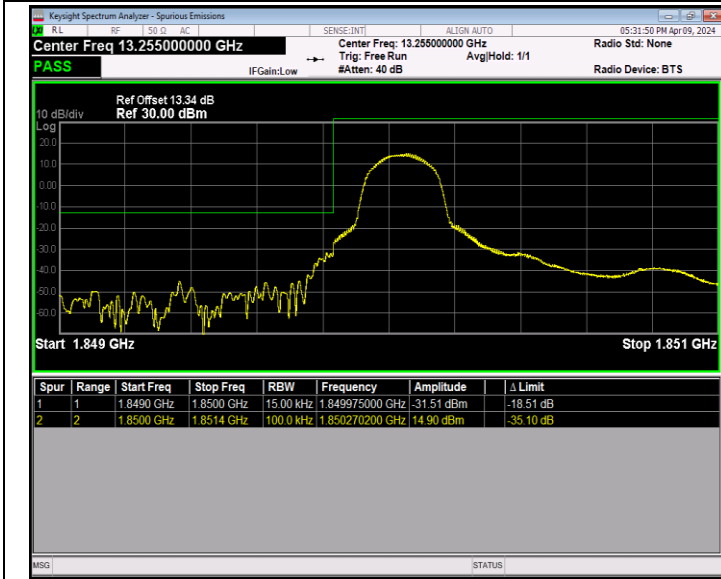 Keysight Spectrum Analyzer - Spurious Emissions
RL RF 50 Ω AC SENSE:INT ALIGN AUTO 05:31:50 PM Apr 09, 2024
Center Freq 13.255000000 GHz Center Freq: 13.255000000 GHz Radio Std: None
Trig: Free Run Avg|Hold: 1/1
PASS IFGain:Low #Atten: 40 dB Radio Device: BTS
Ref Offset 13.34 dB
10 dB/div Ref 30.00 dBm
Log
20.0
10.0
0.00
-10.0
-20.0
-30.0
-40.0
-50.0
-60.0
Start 1.849 GHz Stop 1.851 GHz
Spur Range Start Freq Stop Freq RBW Frequency Amplitude Δ Limit
1 1 1.8490 GHz 1.8500 GHz 15.00 kHz 1.849975000 GHz -31.51 dBm -18.51 dB
2 2 1.8500 GHz 1.8514 GHz 100.0 kHz 1.850270200 GHz 14.90 dBm -35.10 dB
MSG STATUS